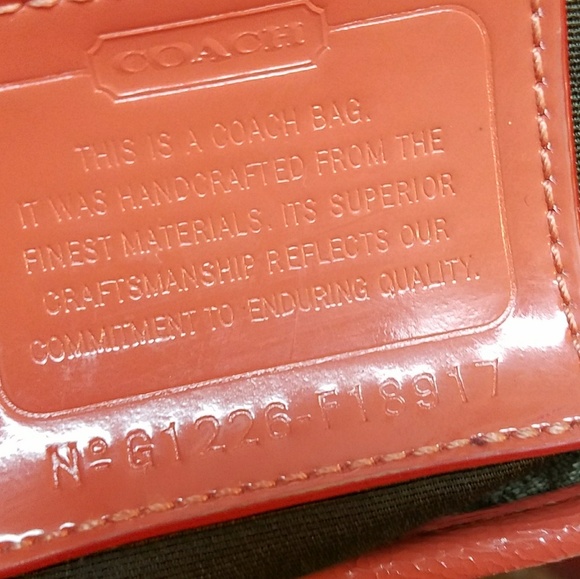 COACH
THIS IS A COACH BAG.
IT WAS HANDCRAFTED FROM THE
FINEST MATERIALS. ITS SUPERIOR
CRAFTSMANSHIP REFLECTS OUR
COMMITMENT TO ENDURING QUALITY.
Nº G1226-F18917